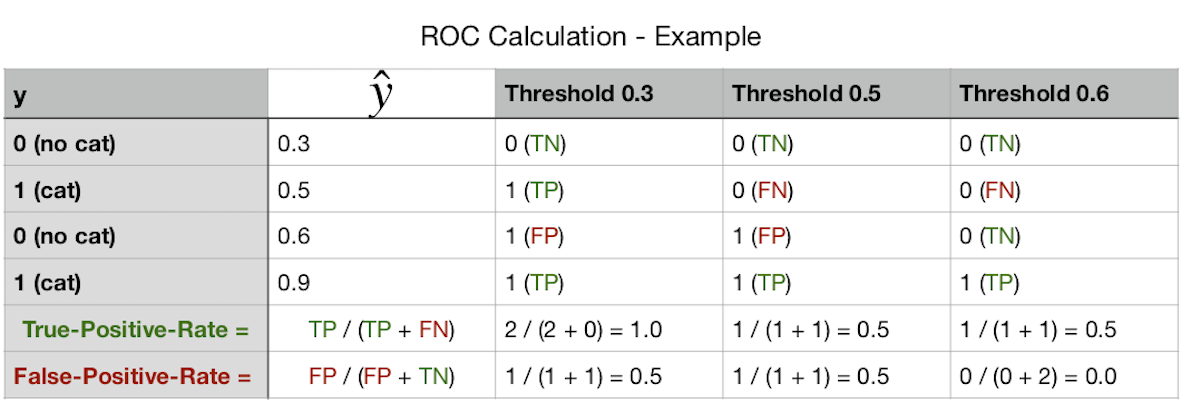 ROC Calculation - Example
y ŷ Threshold 0.3 Threshold 0.5 Threshold 0.6
0 (no cat) 0.3 0 (TN) 0 (TN) 0 (TN)
1 (cat) 0.5 1 (TP) 0 (FN) 0 (FN)
0 (no cat) 0.6 1 (FP) 1 (FP) 0 (TN)
1 (cat) 0.9 1 (TP) 1 (TP) 1 (TP)
True-Positive-Rate = TP / (TP + FN) 2 / (2 + 0) = 1.0 1 / (1 + 1) = 0.5 1 / (1 + 1) = 0.5
False-Positive-Rate = FP / (FP + TN) 1 / (1 + 1) = 0.5 1 / (1 + 1) = 0.5 0 / (0 + 2) = 0.0